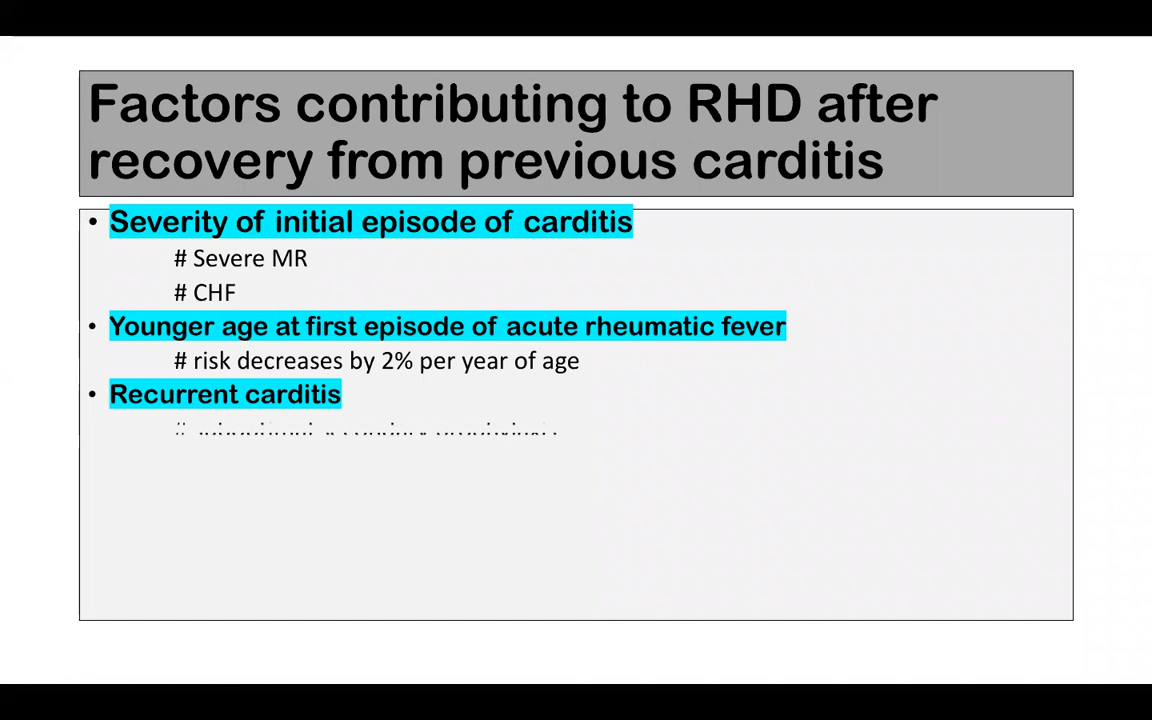 Factors contributing to RHD after
recovery from previous carditis
• Severity of initial episode of carditis
# Severe MR
# CHF
• Younger age at first episode of acute rheumatic fever
# risk decreases by 2% per year of age
• Recurrent carditis
#